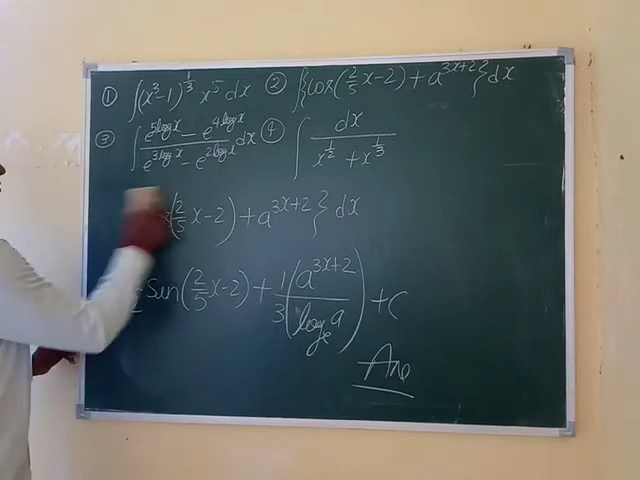 ① ∫(x³-1)^{1/3} x⁵ dx ② ∫{cos(2/5 x-2) + a^{3x+2}} dx
③ ∫ (e^{5logx} - e^{4logx})/(e^{3logx} - e^{2logx}) dx ④ ∫ dx/(x^{1/2} + x^{1/3})
(2/5 x-2) + a^{3x+2}} dx
sin(2/5 x-2) + 1/3 (a^{3x+2}/log_e a) + C
Ans